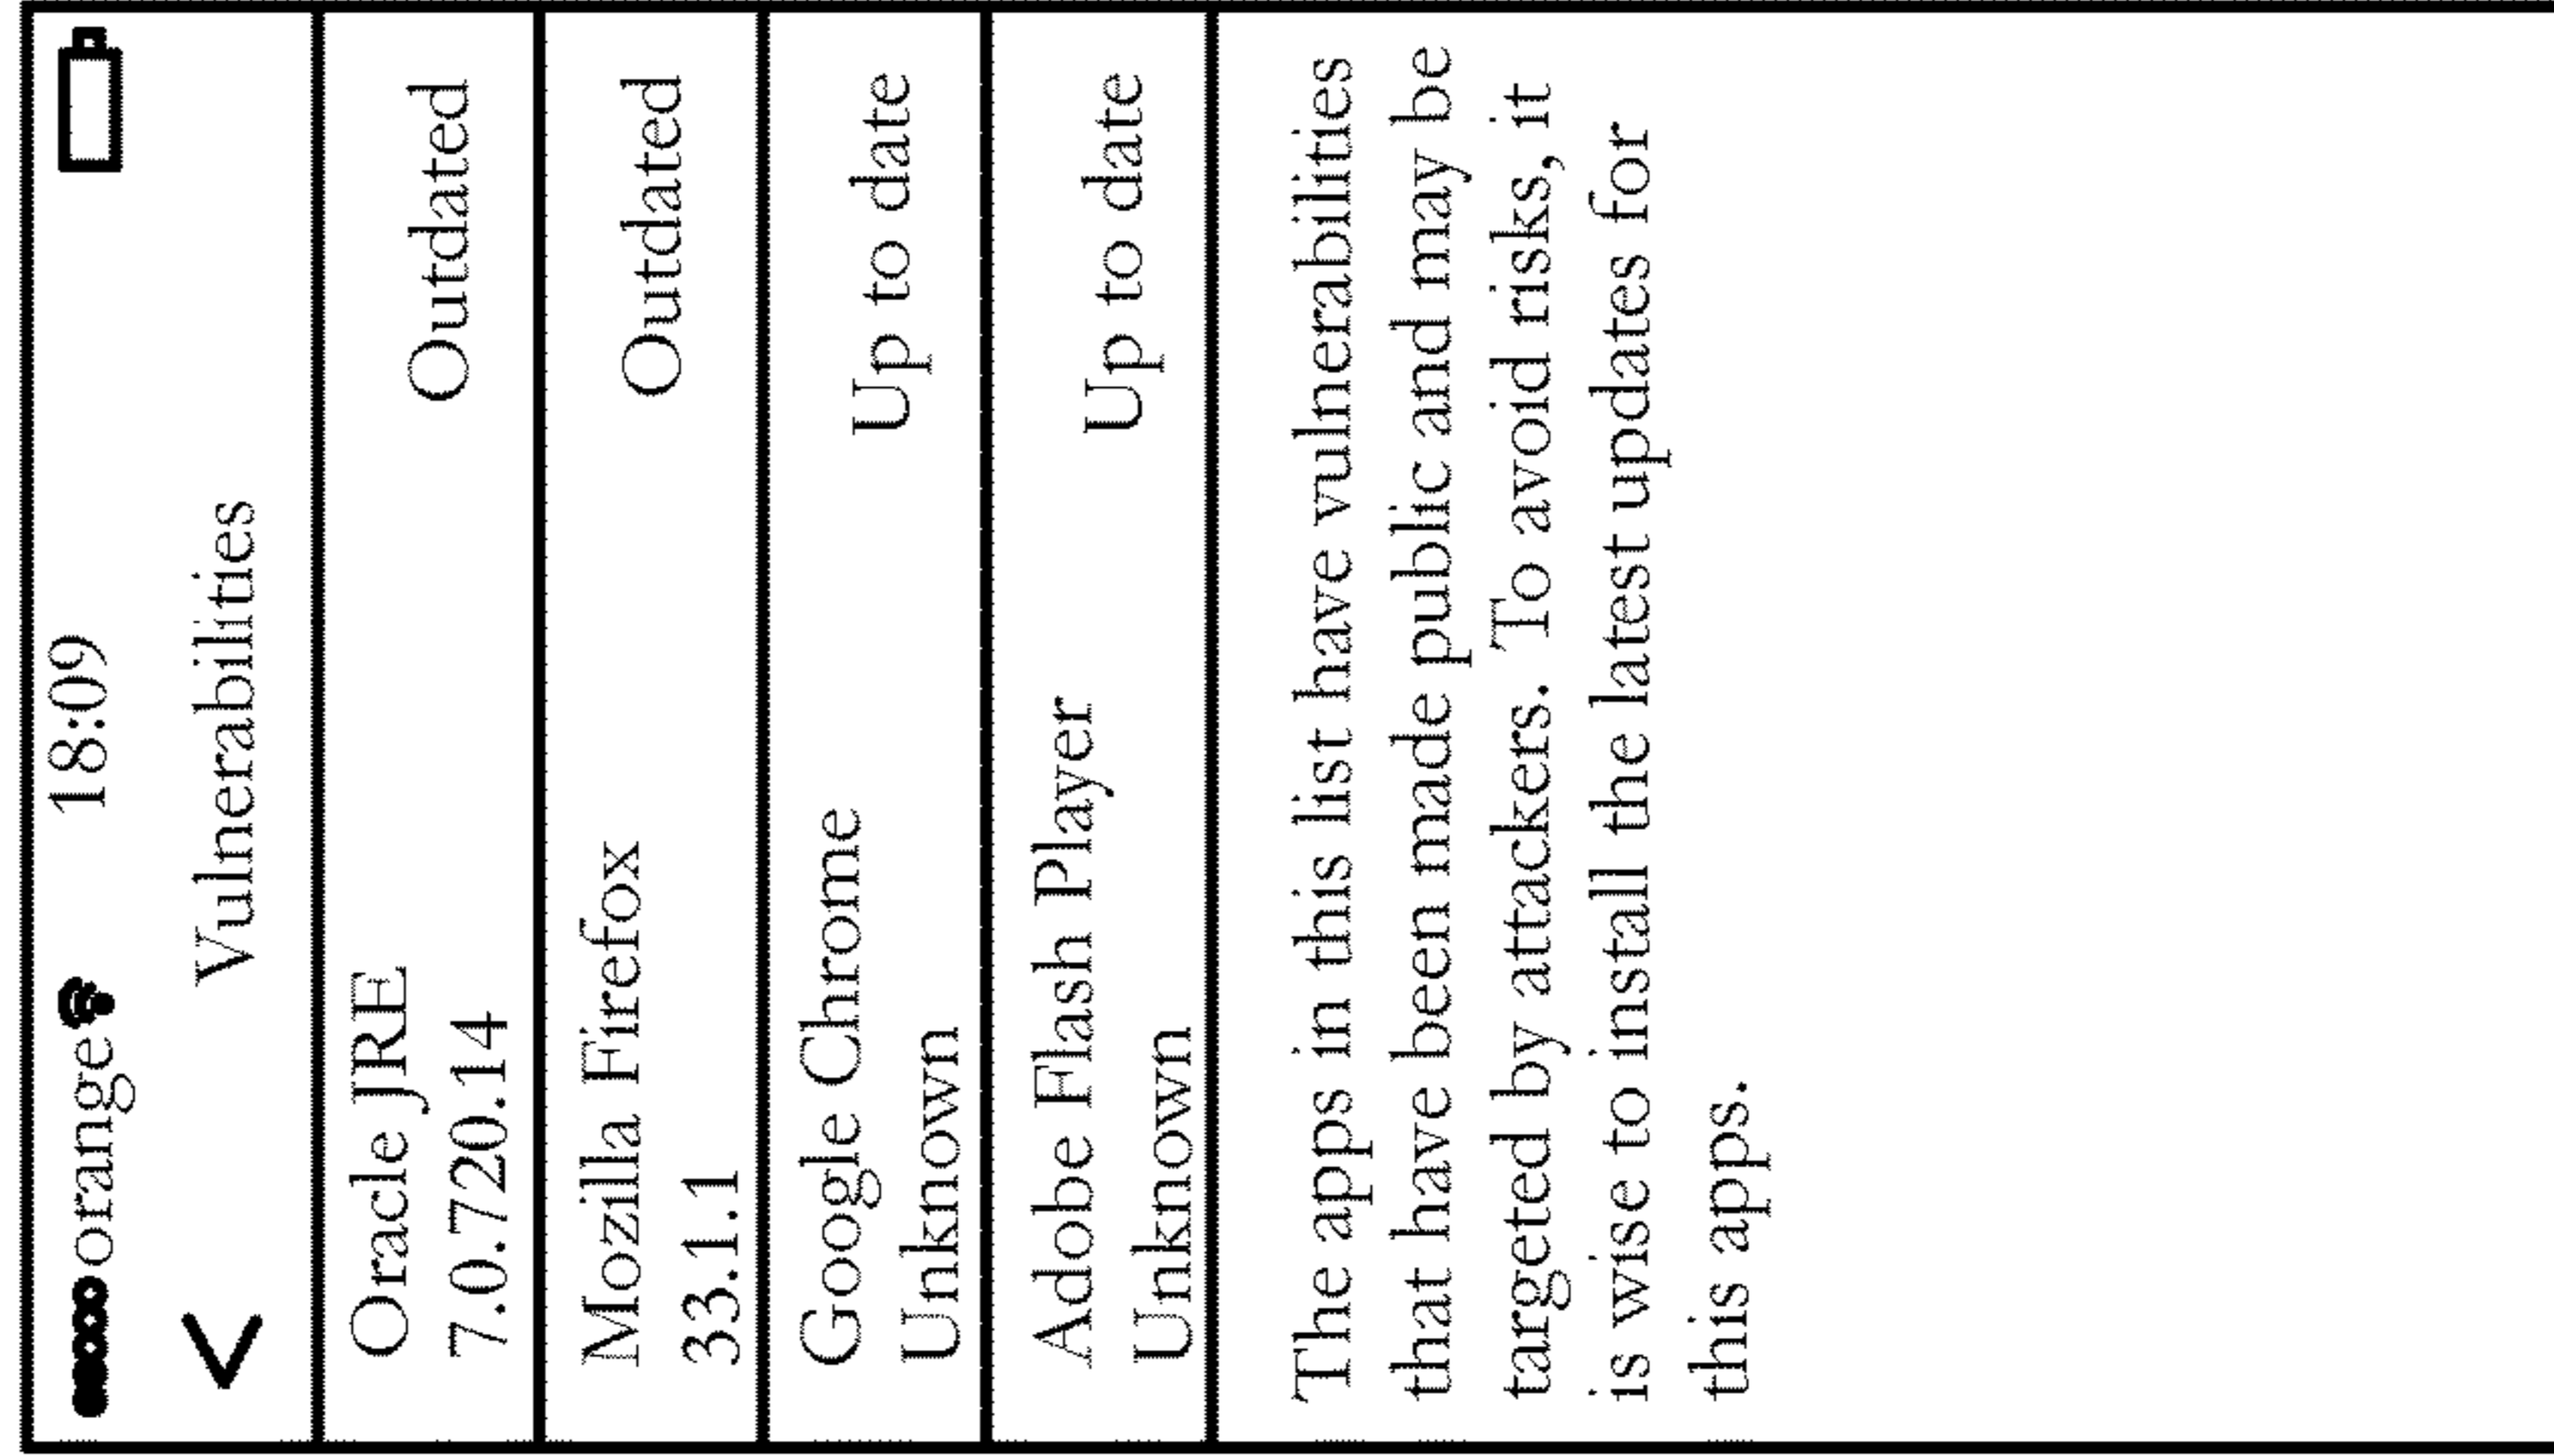 orange 18:09
Vulnerabilities
Oracle JRE
7.0.720.14
Outdated
Mozilla Firefox
33.1.1
Outdated
Google Chrome
Unknown
Up to date
Adobe Flash Player
Unknown
Up to date
The apps in this list have vulnerabilities
that have been made public and may be
targeted by attackers. To avoid risks, it
is wise to install the latest updates for
this apps.